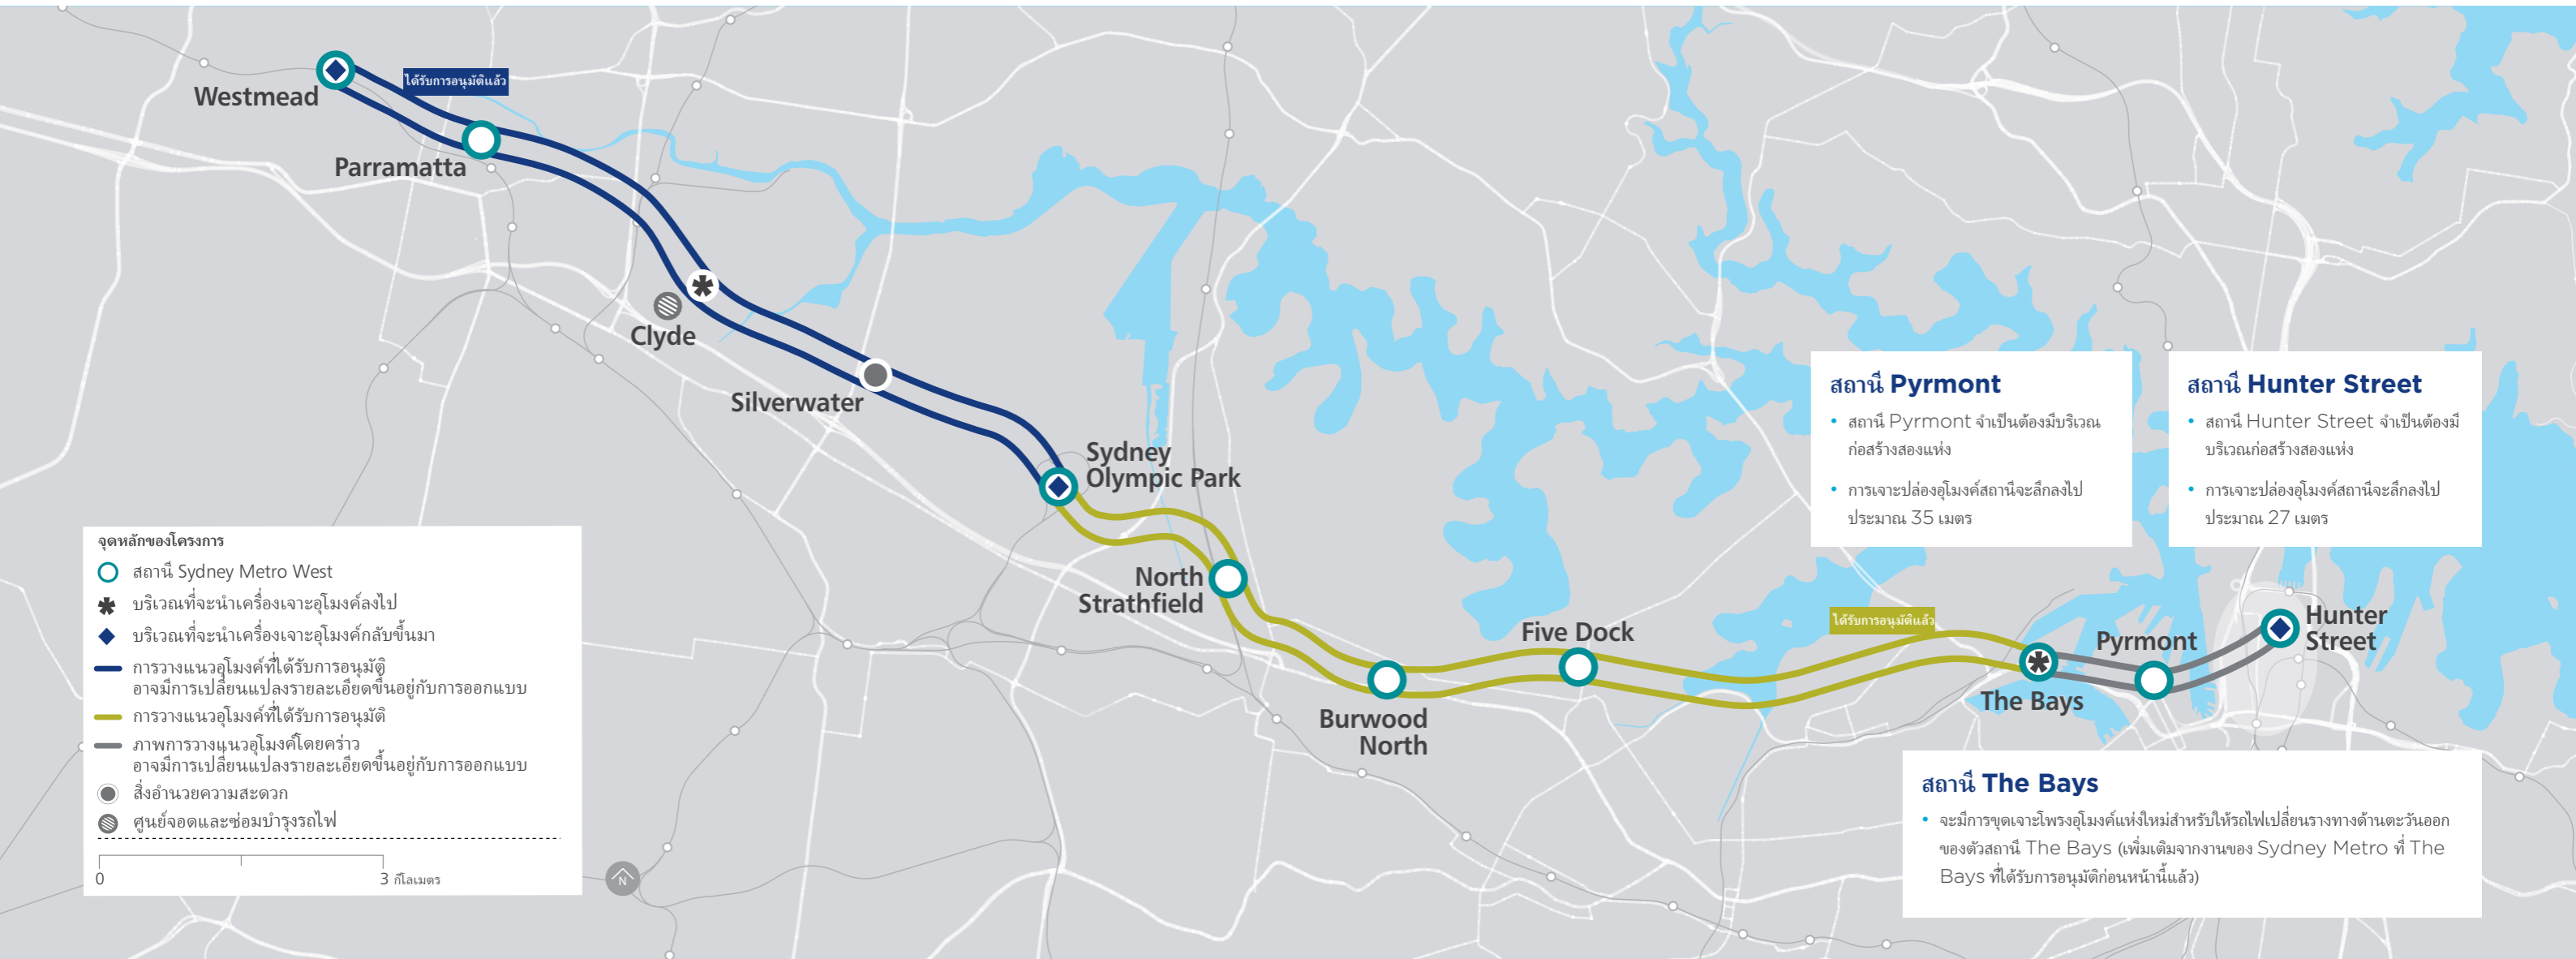 Westmead
ได้รับการอนุมัติแล้ว
Parramatta
Clyde
Silverwater
Sydney
Olympic Park
North
Strathfield
Burwood
North
Five Dock
ได้รับการอนุมัติแล้ว
The Bays
Pyrmont
Hunter
Street
สถานี Pyrmont
• สถานี Pyrmont จำเป็นต้องมีบริเวณ
ก่อสร้างสองแห่ง
• การเจาะปล่องอุโมงค์สถานีจะลึกลงไป
ประมาณ 35 เมตร
สถานี Hunter Street
• สถานี Hunter Street จำเป็นต้องมี
บริเวณก่อสร้างสองแห่ง
• การเจาะปล่องอุโมงค์สถานีจะลึกลงไป
ประมาณ 27 เมตร
สถานี The Bays
• จะมีการขุดเจาะโพรงอุโมงค์แห่งใหม่สำหรับให้รถไฟเปลี่ยนรางทางด้านตะวันออก
ของตัวสถานี The Bays (เพิ่มเติมจากงานของ Sydney Metro ที่ The
Bays ที่ได้รับการอนุมัติก่อนหน้านี้แล้ว)
จุดหลักของโครงการ
สถานี Sydney Metro West
บริเวณที่จะนำเครื่องเจาะอุโมงค์ลงไป
บริเวณที่จะนำเครื่องเจาะอุโมงค์กลับขึ้นมา
การวางแนวอุโมงค์ที่ได้รับการอนุมัติ
อาจมีการเปลี่ยนแปลงรายละเอียดขึ้นอยู่กับการออกแบบ
การวางแนวอุโมงค์ที่ได้รับการอนุมัติ
ภาพการวางแนวอุโมงค์โดยคร่าว
อาจมีการเปลี่ยนแปลงรายละเอียดขึ้นอยู่กับการออกแบบ
สิ่งอำนวยความสะดวก
ศูนย์จอดและซ่อมบำรุงรถไฟ
0 3 กิโลเมตร
N